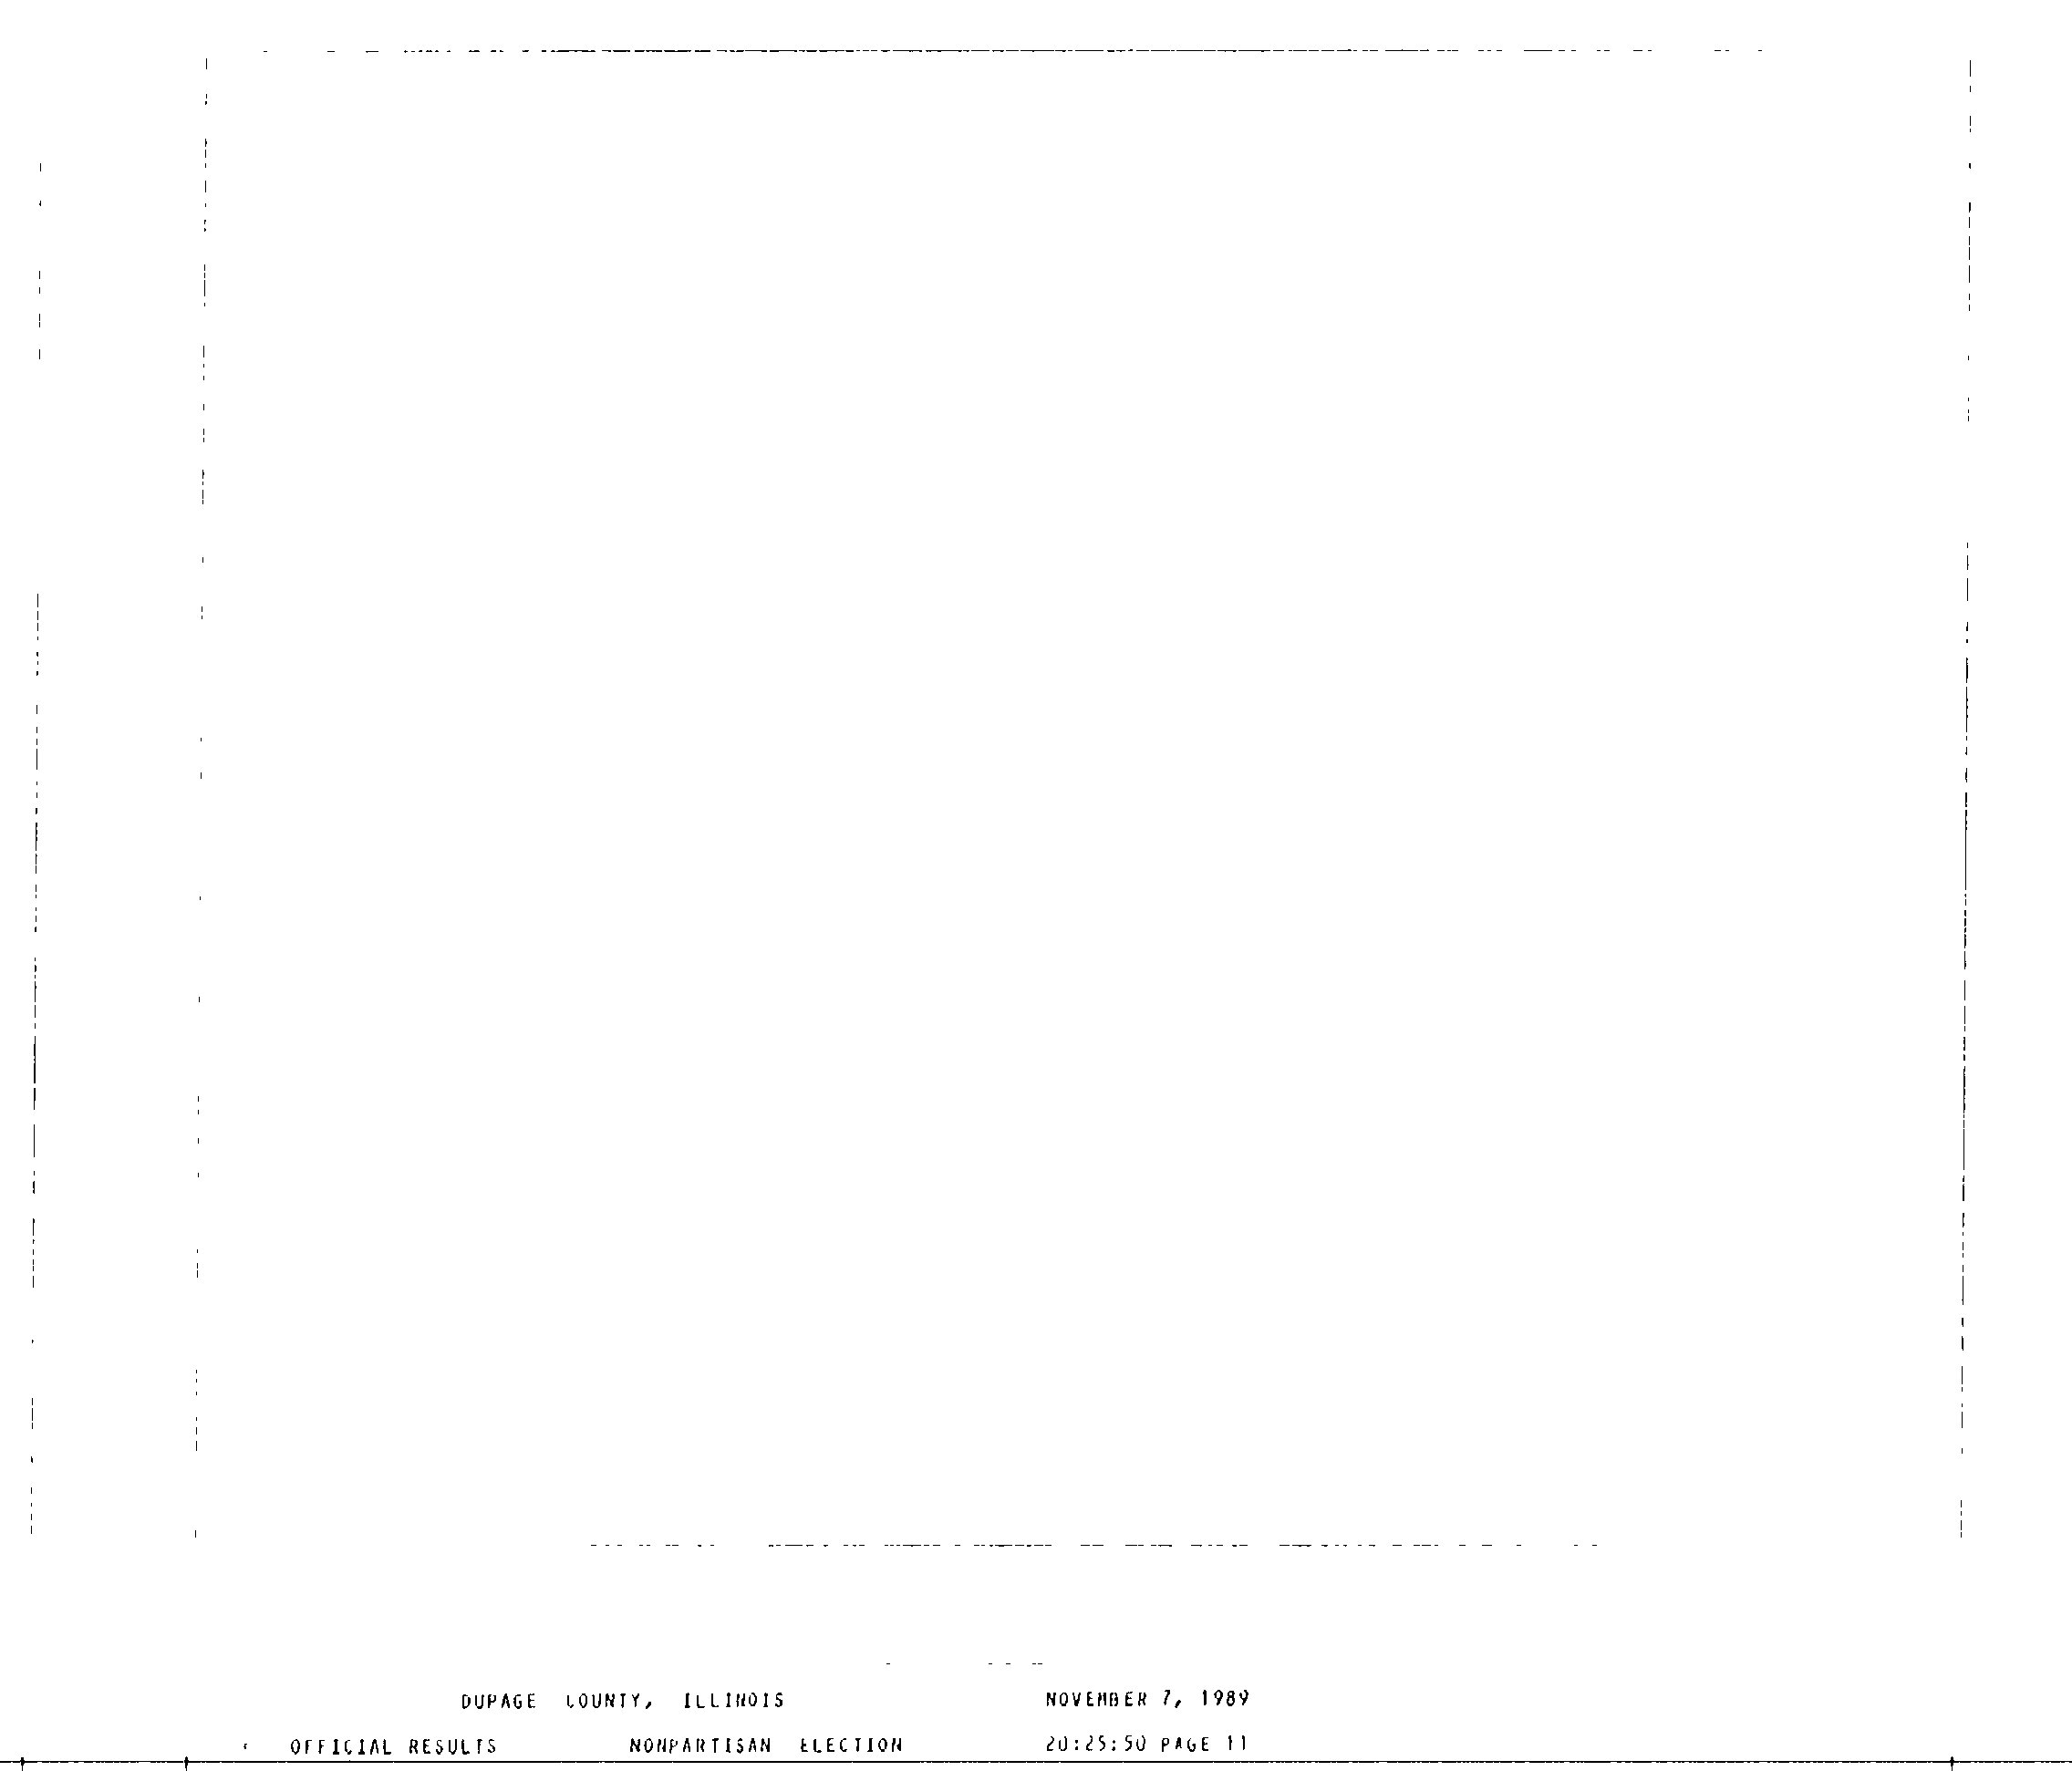 DUPAGE COUNTY, ILLINOIS NOVEMBER 7, 1989
OFFICIAL RESULTS NONPARTISAN ELECTION 20:25:50 PAGE 11